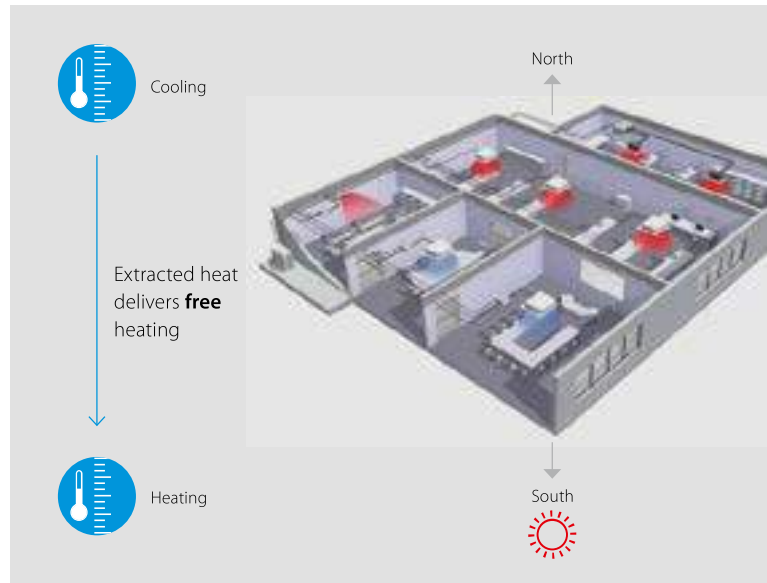 North
Cooling
Extracted heat
delivers free
heating
Heating
South